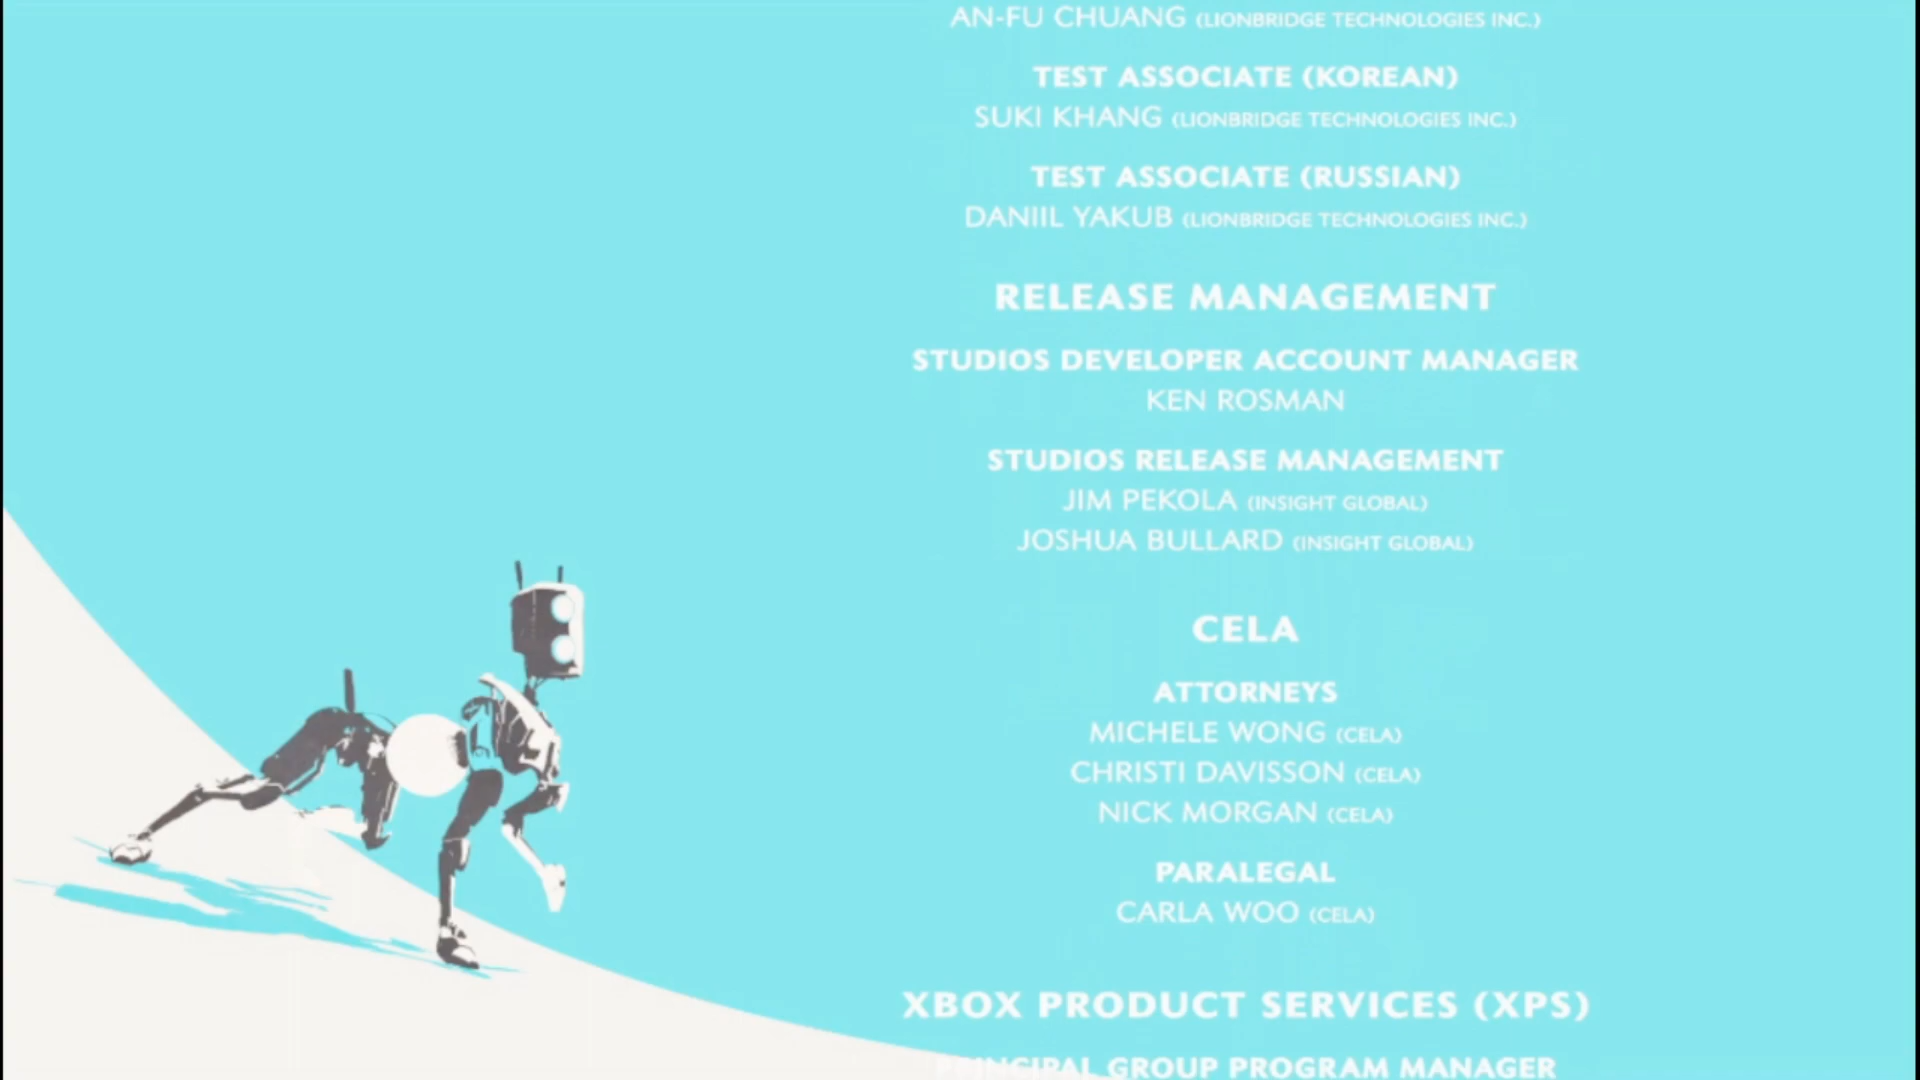 AN-FU CHUANG (LIONBRIDGE TECHNOLOGIES INC.)
TEST ASSOCIATE (KOREAN)
SUKI KHANG (LIONBRIDGE TECHNOLOGIES INC.)
TEST ASSOCIATE (RUSSIAN)
DANIIL YAKUB (LIONBRIDGE TECHNOLOGIES INC.)
RELEASE MANAGEMENT
STUDIOS DEVELOPER ACCOUNT MANAGER
KEN ROSMAN
STUDIOS RELEASE MANAGEMENT
JIM PEKOLA (INSIGHT GLOBAL)
JOSHUA BULLARD (INSIGHT GLOBAL)
CELA
ATTORNEYS
MICHELE WONG (CELA)
CHRISTI DAVISSON (CELA)
NICK MORGAN (CELA)
PARALEGAL
CARLA WOO (CELA)
XBOX PRODUCT SERVICES (XPS)
PRINCIPAL GROUP PROGRAM MANAGER